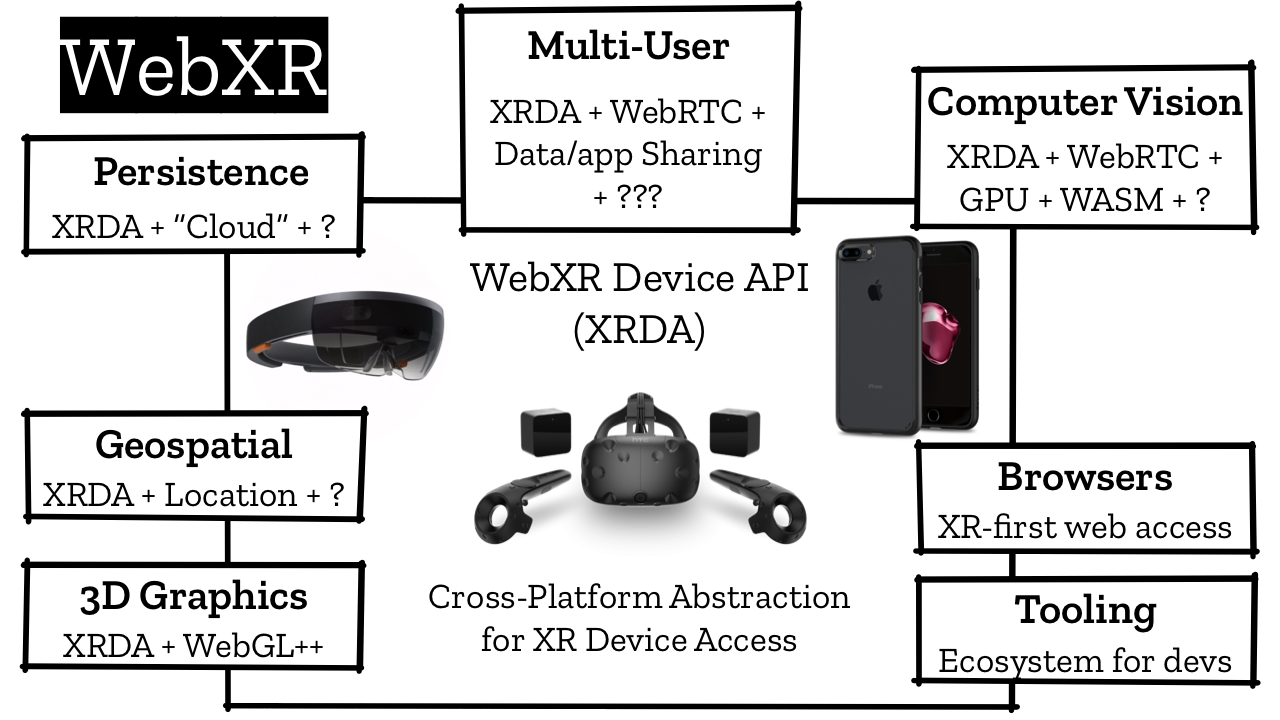 WebXR
Multi-User
XRDA + WebRTC +
Data/app Sharing
+ ???
Computer Vision
XRDA + WebRTC +
GPU + WASM + ?
Persistence
XRDA + “Cloud” + ?
WebXR Device API
(XRDA)
Geospatial
XRDA + Location + ?
Browsers
XR-first web access
3D Graphics
XRDA + WebGL++
Cross-Platform Abstraction
for XR Device Access
Tooling
Ecosystem for devs